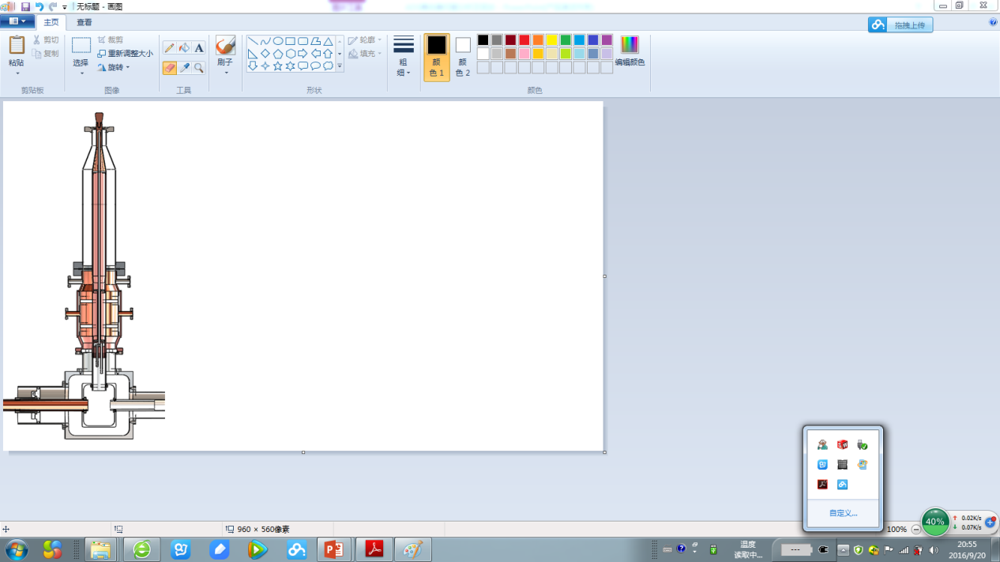 无标题 - 画图
主页
查看
拖拽上传
粘贴
剪切
复制
剪贴板
选择
裁剪
重新调整大小
旋转
图像
A
工具
刷子
轮廓
填充
形状
粗
细
颜
色 1
颜
色 2
编辑颜色
颜色
自定义...
960 × 560像素
100%
40%
0.02K/s
0.07K/s
温度
读取中...
---
20:55
2016/9/20